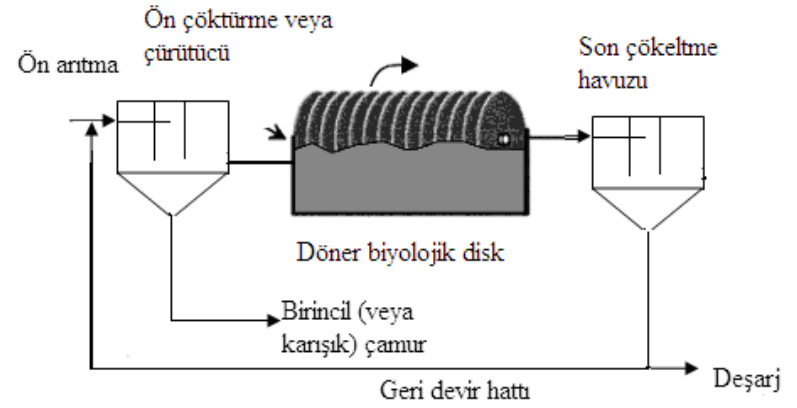 Ön çöktürme veya
çürütücü
Ön arıtma
Son çökeltme
havuzu
Döner biyolojik disk
Birincil (veya
karışık) çamur
Geri devir hattı
Deşarj